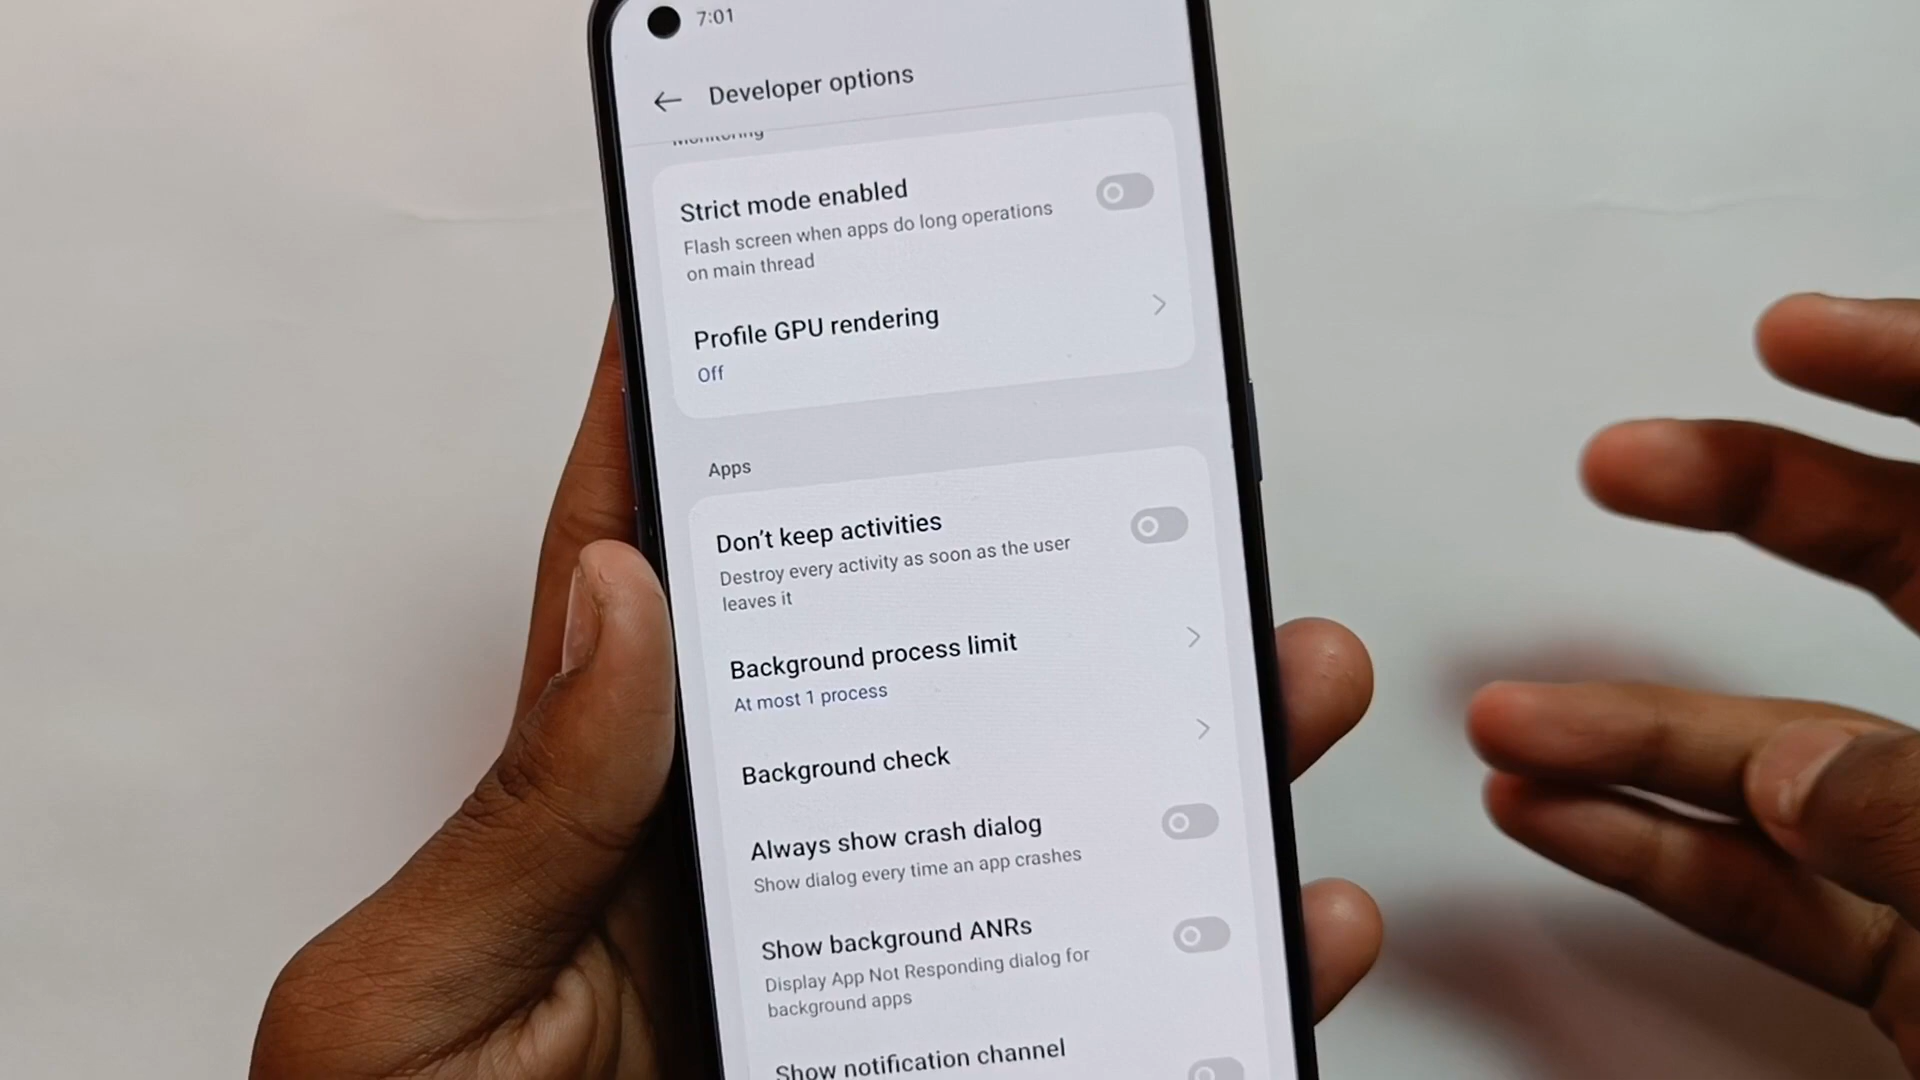 7:01
Developer options
Monitoring
Strict mode enabled
Flash screen when apps do long operations
on main thread
Profile GPU rendering
Off
Apps
Don't keep activities
Destroy every activity as soon as the user
leaves it
Background process limit
At most 1 process
Background check
Always show crash dialog
Show dialog every time an app crashes
Show background ANRs
Display App Not Responding dialog for
background apps
Show notification channel